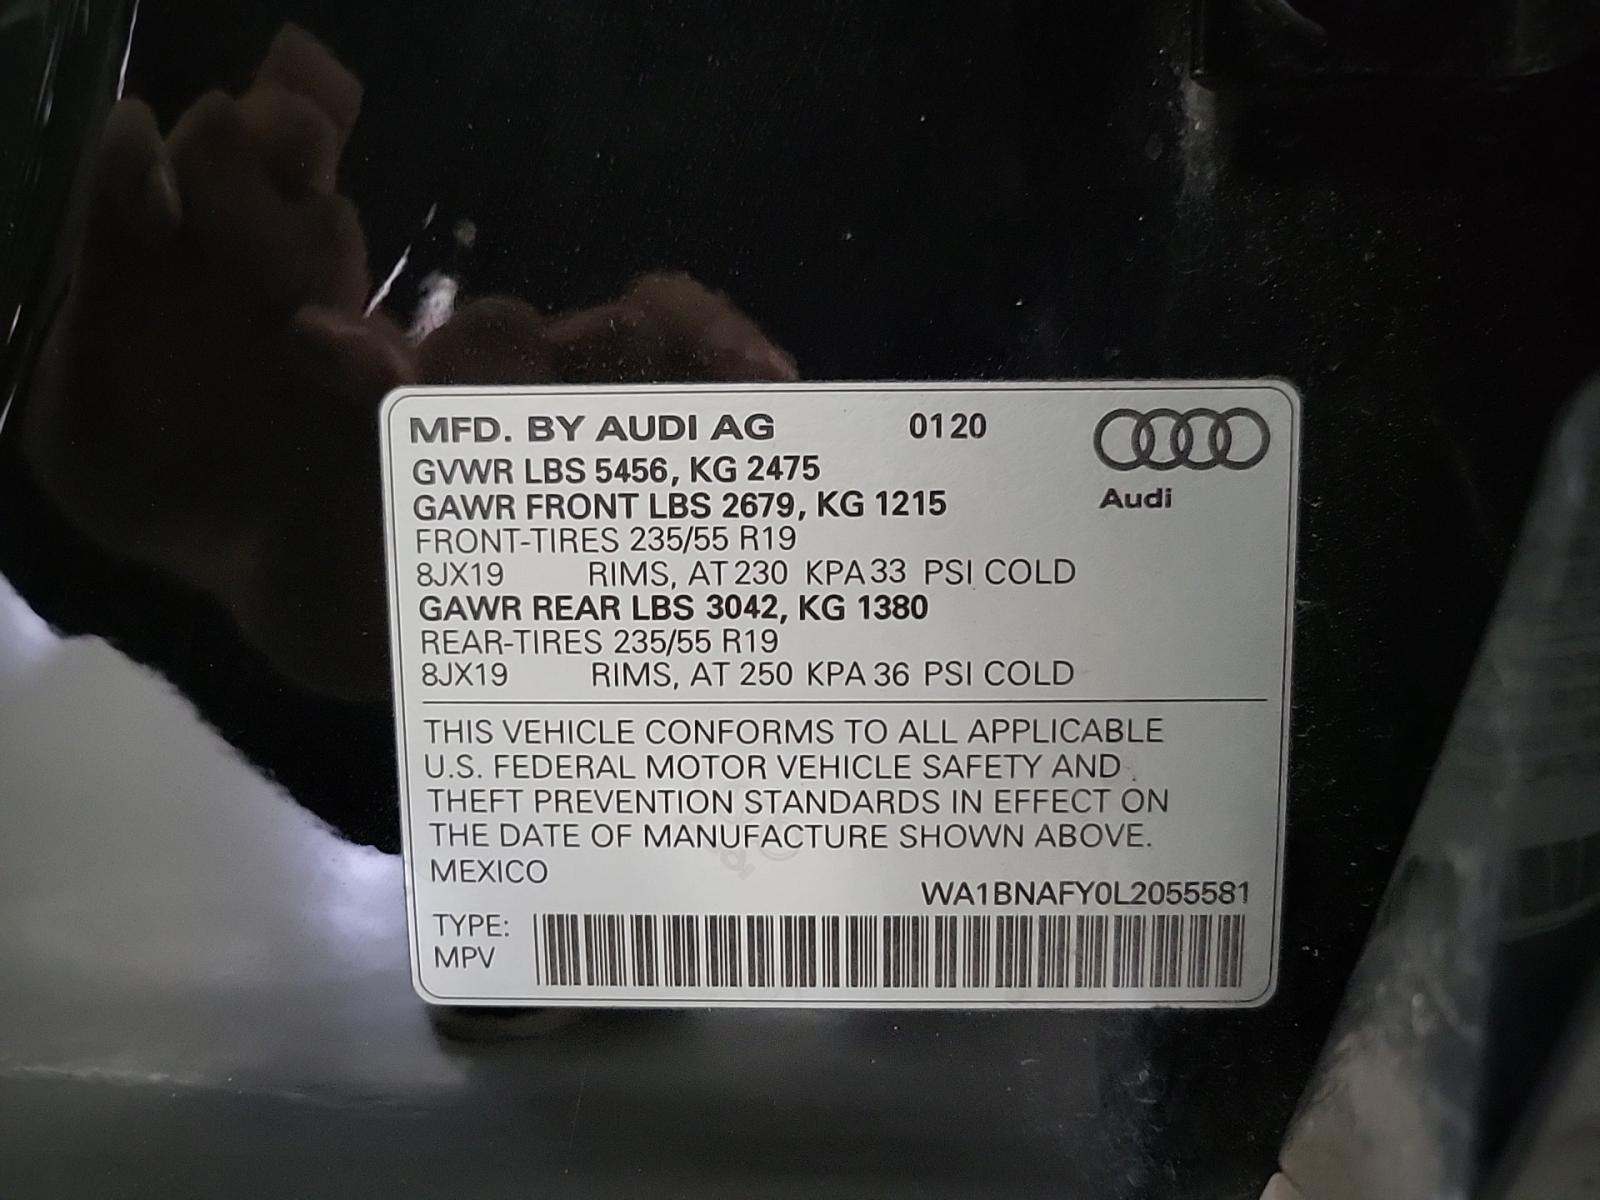 MFD. BY AUDI AG 0120
GVWR LBS 5456, KG 2475
GAWR FRONT LBS 2679, KG 1215
Audi
FRONT-TIRES 235/55 R19
8JX19 RIMS, AT 230 KPA 33 PSI COLD
GAWR REAR LBS 3042, KG 1380
REAR-TIRES 235/55 R19
8JX19 RIMS, AT 250 KPA 36 PSI COLD
THIS VEHICLE CONFORMS TO ALL APPLICABLE
U.S. FEDERAL MOTOR VEHICLE SAFETY AND
THEFT PREVENTION STANDARDS IN EFFECT ON
THE DATE OF MANUFACTURE SHOWN ABOVE.
MEXICO
WA1BNAFY0L2055581
TYPE:
MPV